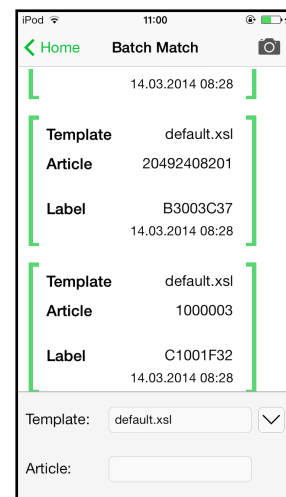 iPod 11:00
Home Batch Match
14.03.2014 08:28
Template default.xsl
Article 20492408201
Label B3003C37
14.03.2014 08:28
Template default.xsl
Article 1000003
Label C1001F32
14.03.2014 08:28
Template: default.xsl
Article: